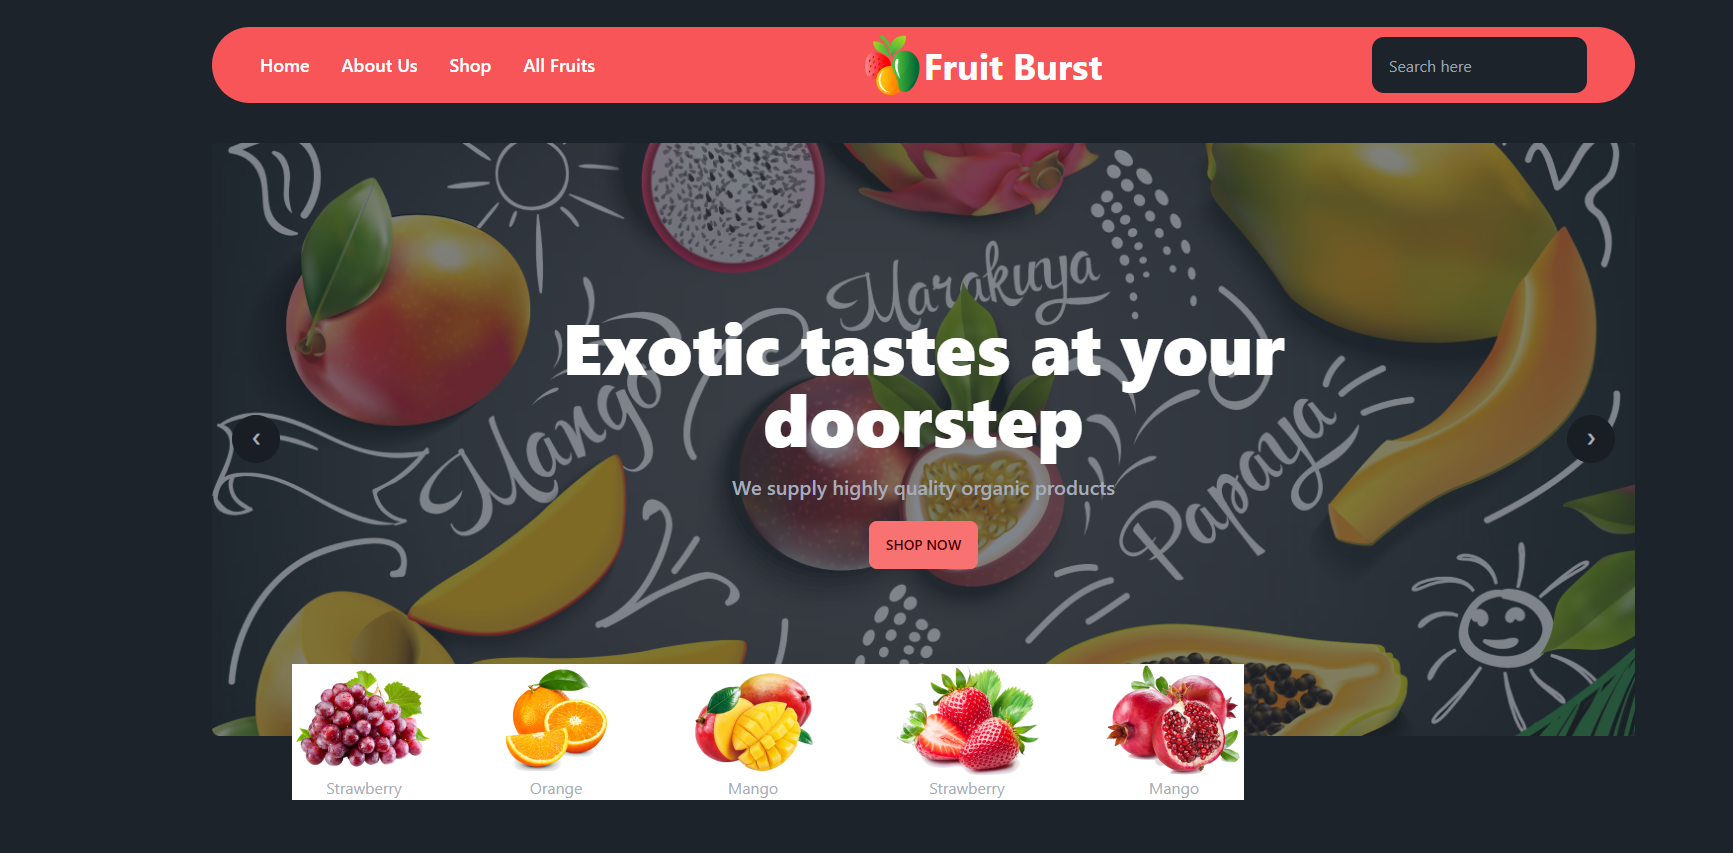 Home About Us Shop All Fruits Fruit Burst Search here
Marakuya
Exotic tastes at your
doorstep
Mango
Papaya
We supply highly quality organic products
SHOP NOW
Strawberry Orange Mango Strawberry Mango